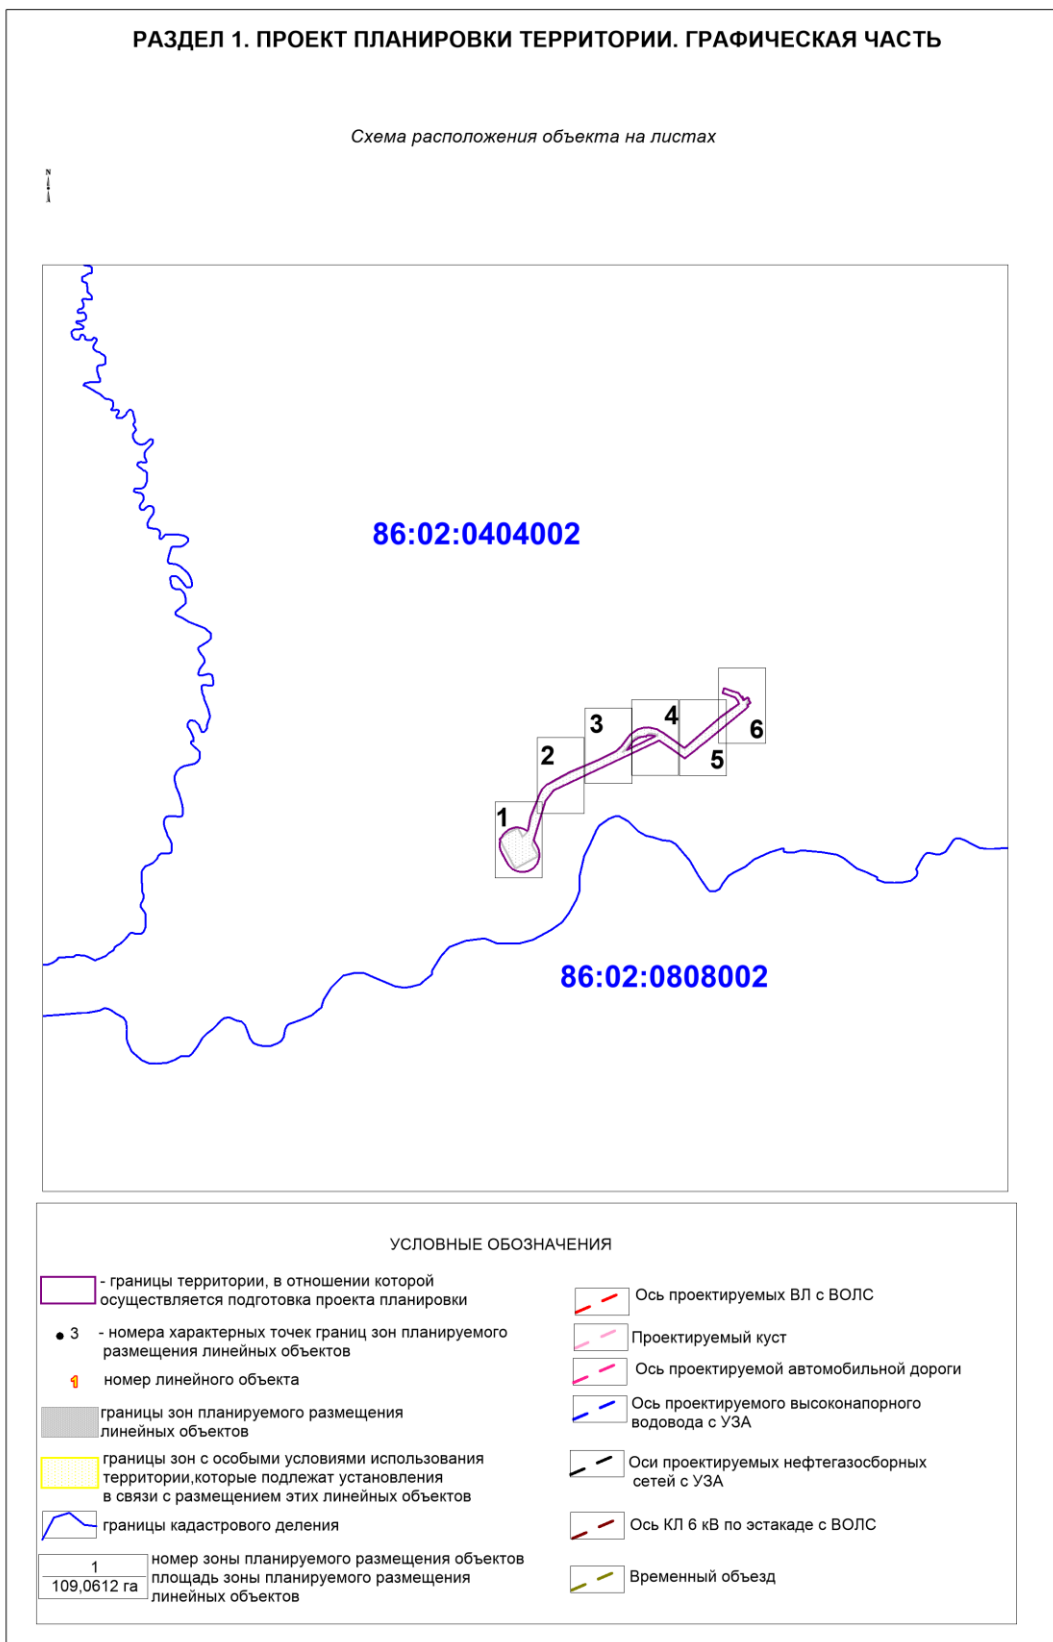 РАЗДЕЛ 1. ПРОЕКТ ПЛАНИРОВКИ ТЕРРИТОРИИ. ГРАФИЧЕСКАЯ ЧАСТЬ
Схема расположения объекта на листах
N
86:02:0404002
6
4
3
5
2
1
86:02:0808002
УСЛОВНЫЕ ОБОЗНАЧЕНИЯ
- границы территории, в отношении которой
осуществляется подготовка проекта планировки
3 - номера характерных точек границ зон планируемого
размещения линейных объектов
1 номер линейного объекта
границы зон планируемого размещения
линейных объектов
границы зон с особыми условиями использования
территории,которые подлежат установления
в связи с размещением этих линейных объектов
границы кадастрового деления
1
109,0612 га
номер зоны планируемого размещения объектов
площадь зоны планируемого размещения
линейных объектов
Ось проектируемых ВЛ с ВОЛС
Проектируемый куст
Ось проектируемой автомобильной дороги
Ось проектируемого высоконапорного
водовода с УЗА
Оси проектируемых нефтегазосборных
сетей с УЗА
Ось КЛ 6 кВ по эстакаде с ВОЛС
Временный объезд